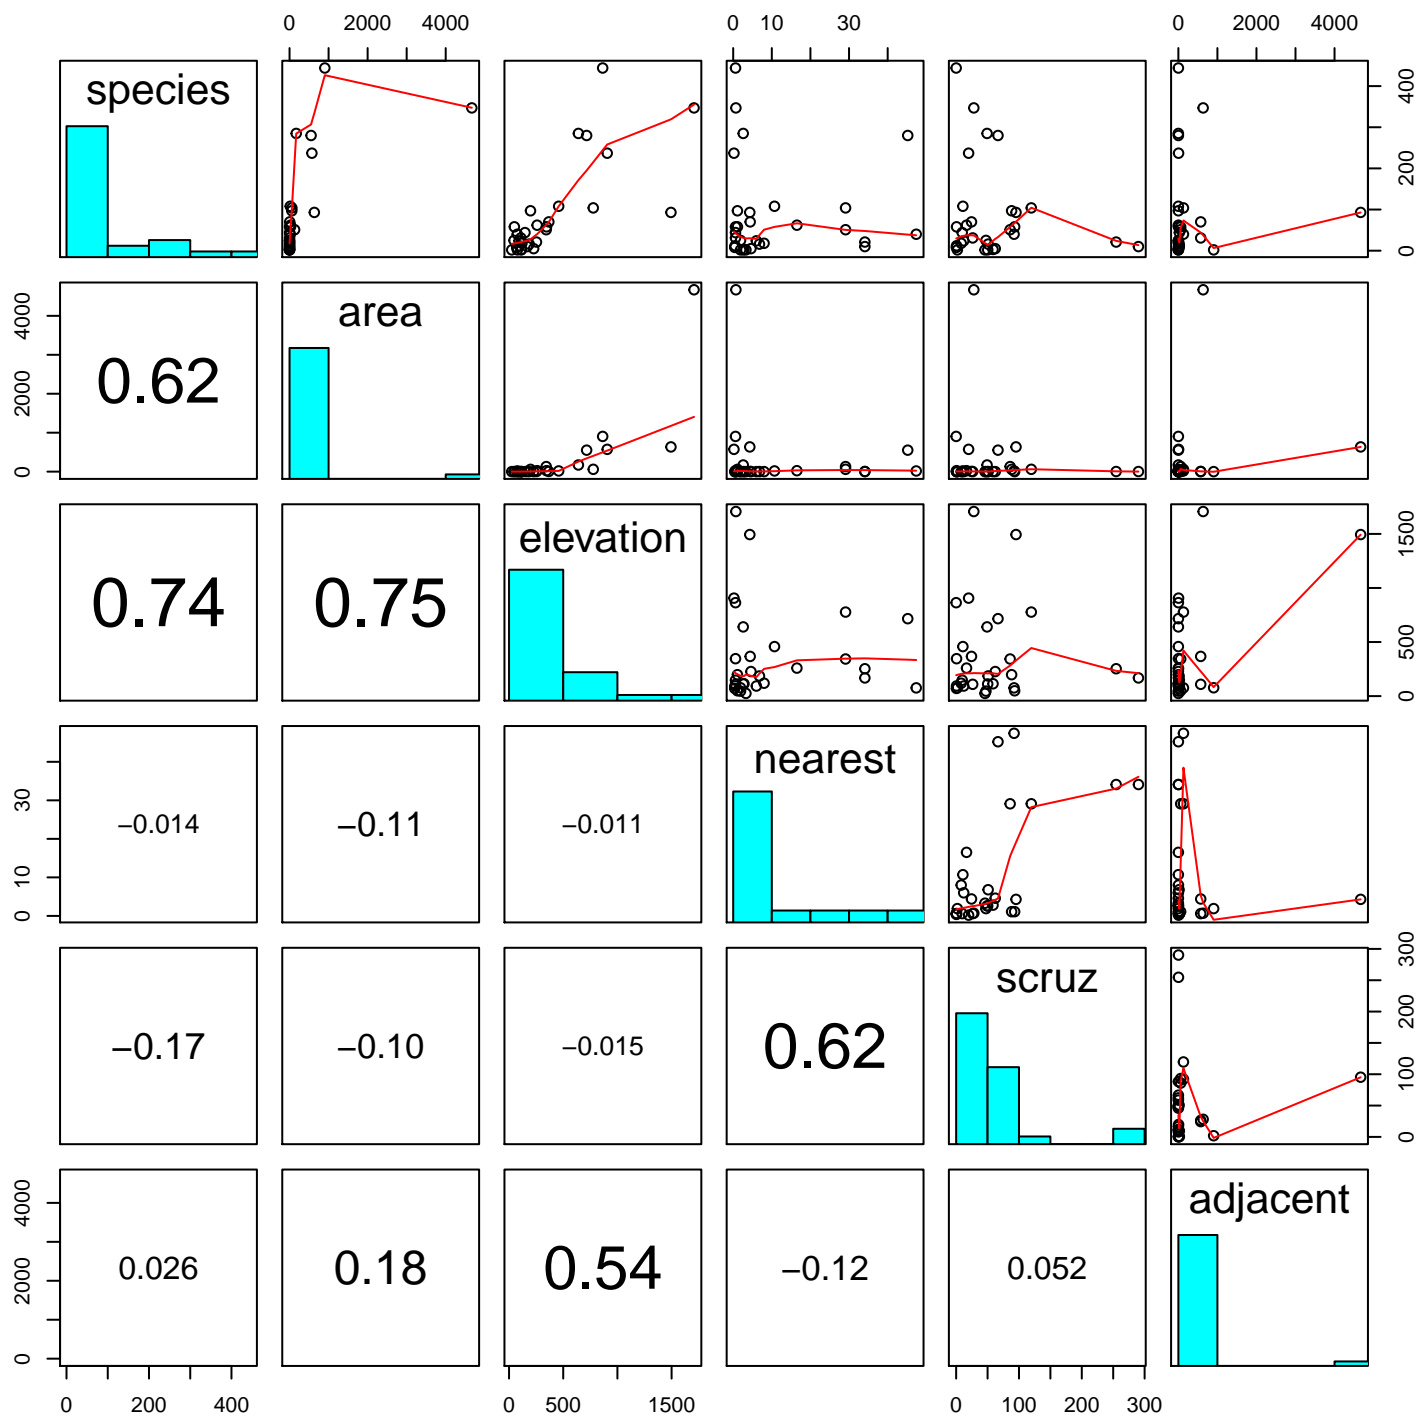 0 2000 4000 0 10 30 0 2000 4000
species 0 200 400
0 2000 4000 0.62 area
0.74 0.75 elevation 0 500 1500
0 10 30 −0.014 −0.11 −0.011 nearest
−0.17 −0.10 −0.015 0.62 scruz 0 100 200 300
0 2000 4000 0.026 0.18 0.54 −0.12 0.052 adjacent
0 200 400 0 500 1500 0 100 300